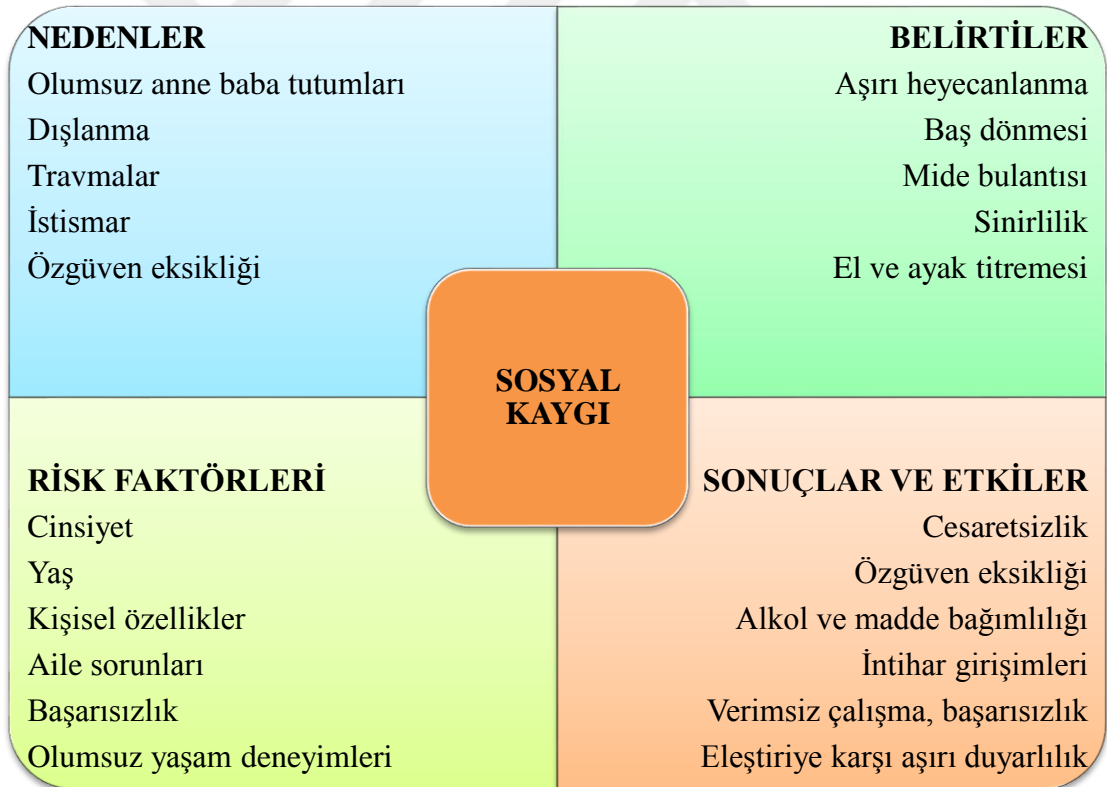 NEDENLER
Olumsuz anne baba tutumları
Dışlanma
Travmalar
İstismar
Özgüven eksikliği
BELİRTİLER
Aşırı heyecanlanma
Baş dönmesi
Mide bulantısı
Sinirlilik
El ve ayak titremesi
SOSYAL
KAYGI
RİSK FAKTÖRLERİ
Cinsiyet
Yaş
Kişisel özellikler
Aile sorunları
Başarısızlık
Olumsuz yaşam deneyimleri
SONUÇLAR VE ETKİLER
Cesaretsizlik
Özgüven eksikliği
Alkol ve madde bağımlılığı
İntihar girişimleri
Verimsiz çalışma, başarısızlık
Eleştiriye karşı aşırı duyarlılık